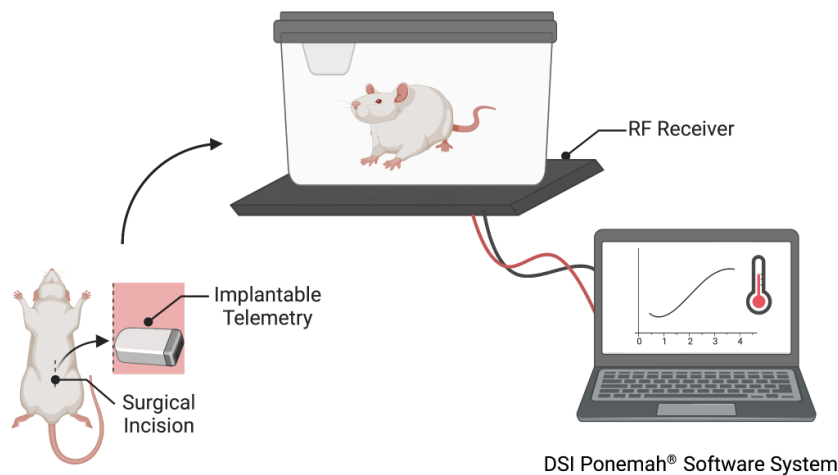 RF Receiver
Implantable
Telemetry
0 1 2 3 4
Surgical
Incision
DSI Ponemah® Software System